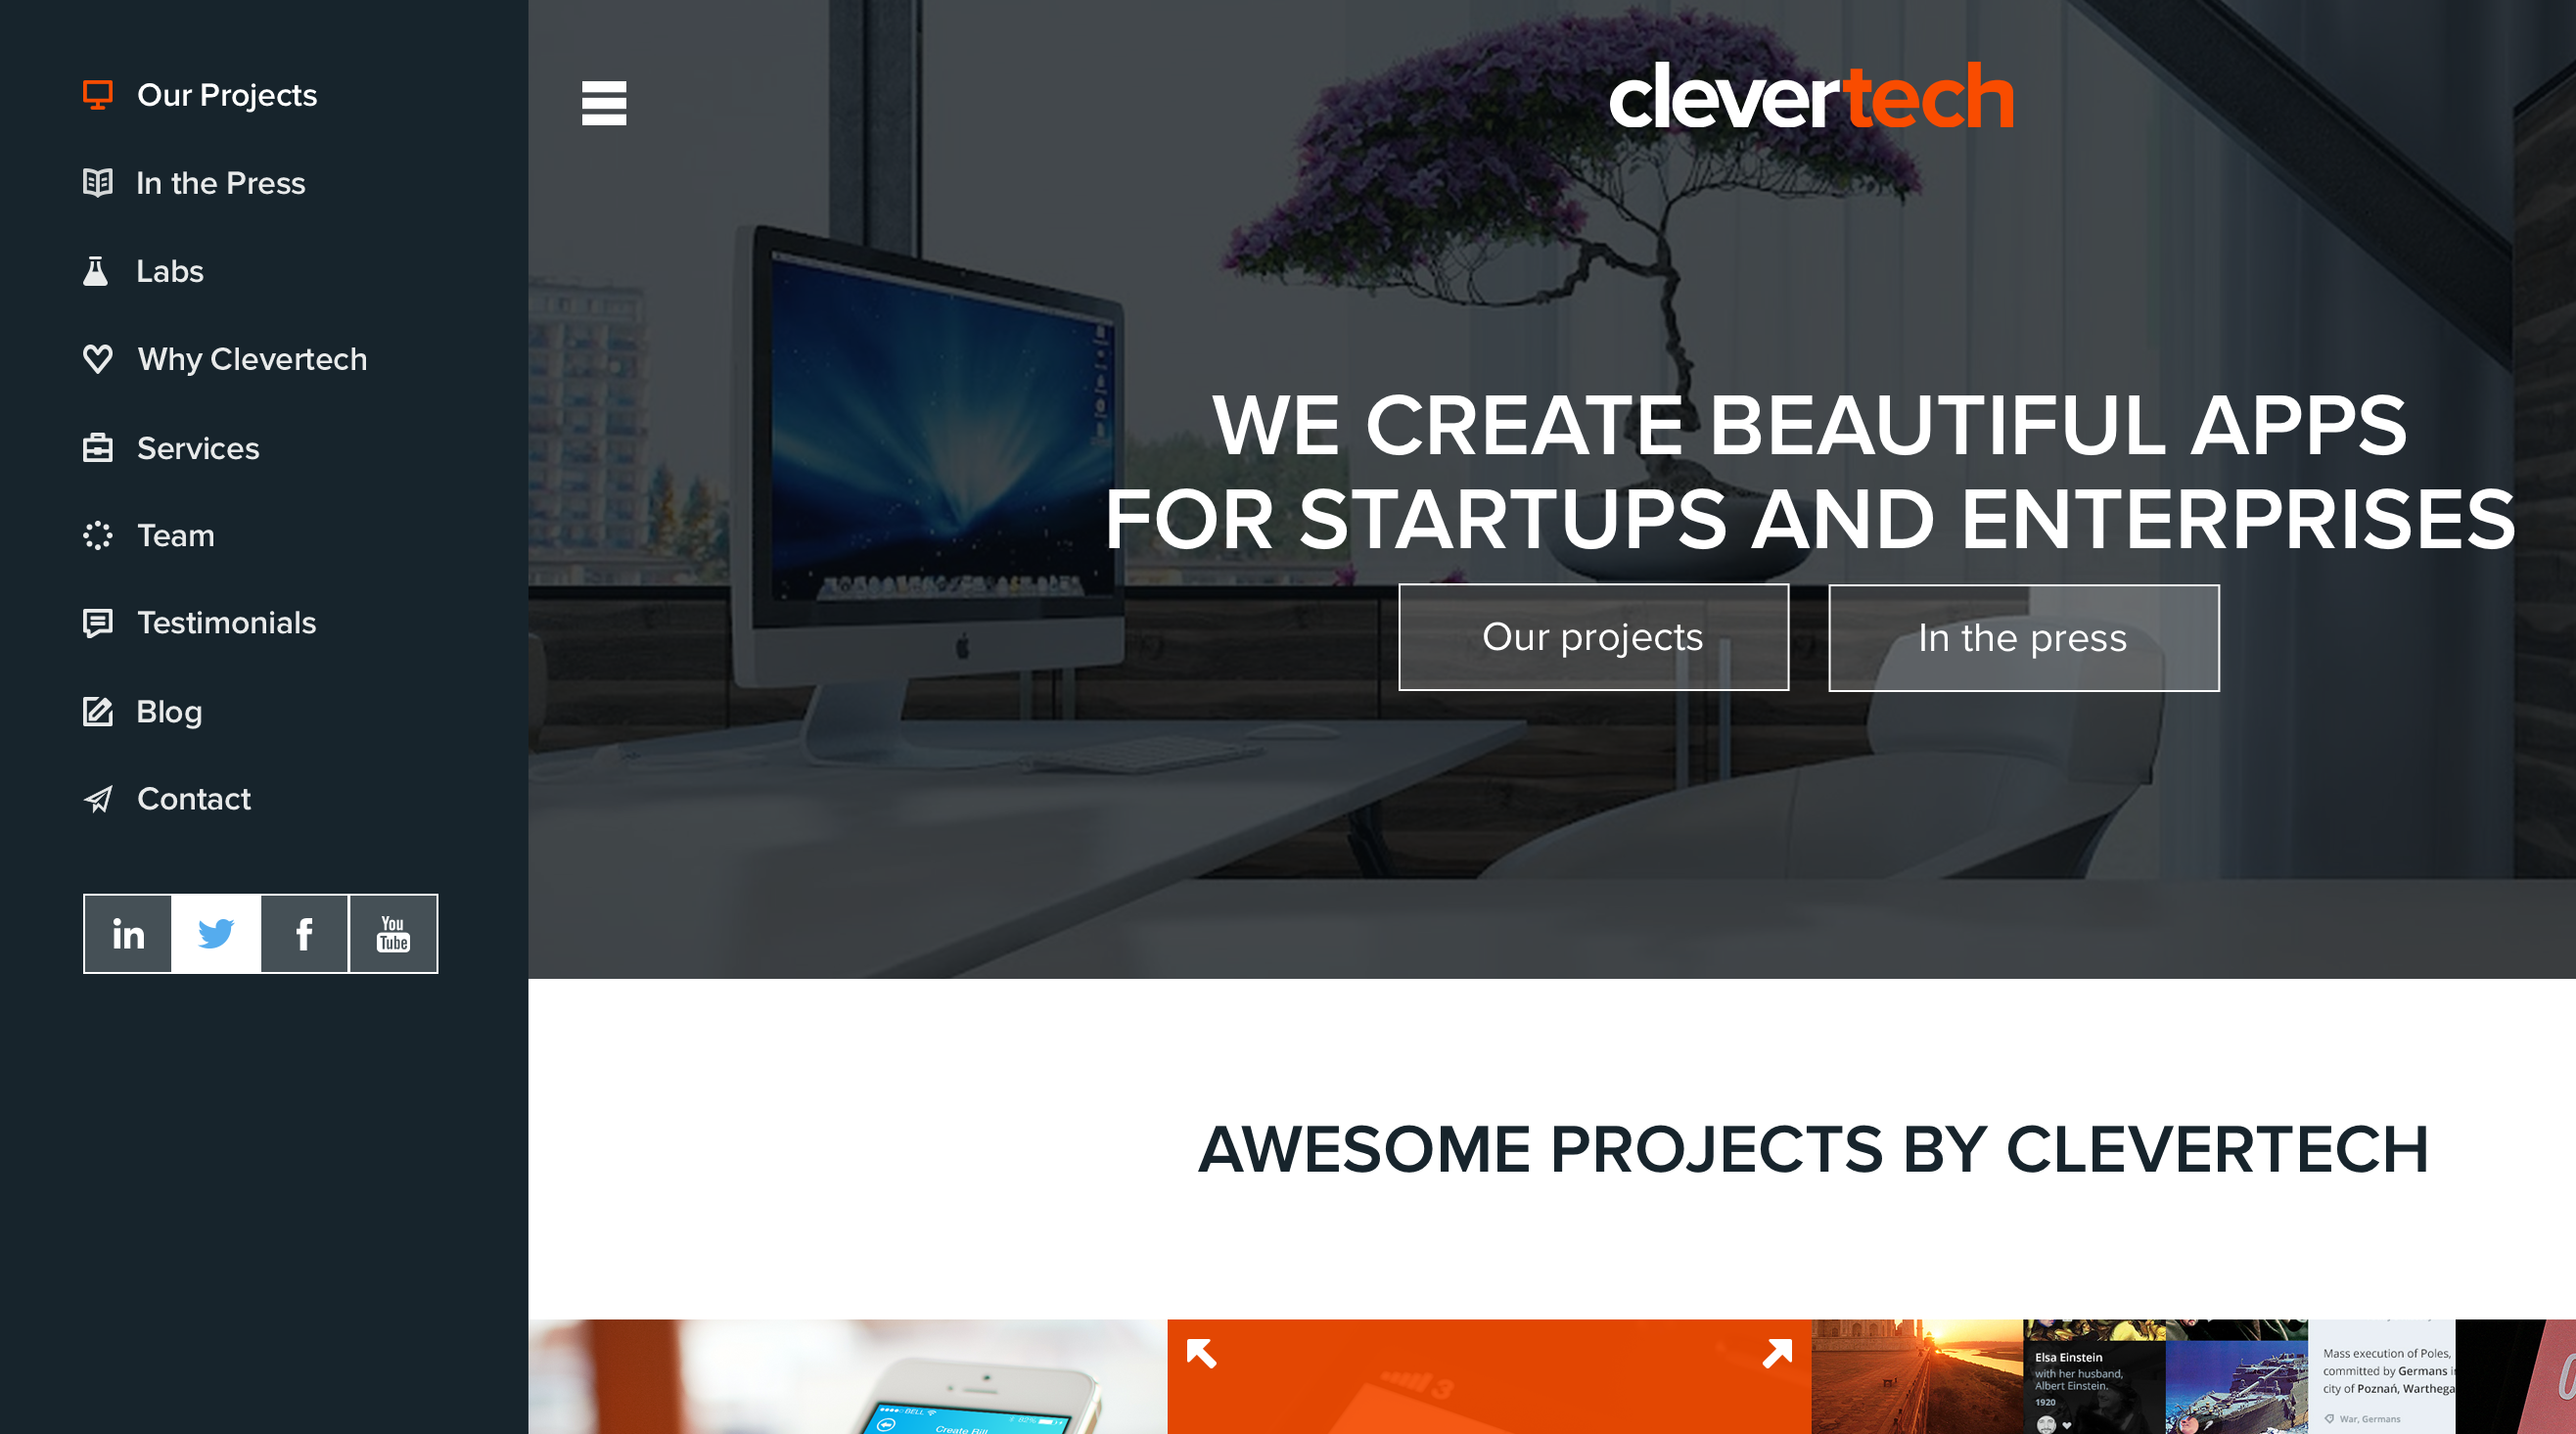 Our Projects
In the Press
Labs
Why Clevertech
Services
Team
Testimonials
Blog
Contact
in
f
You
Tube
clevertech
WE CREATE BEAUTIFUL APPS
FOR STARTUPS AND ENTERPRISES
Our projects
In the press
AWESOME PROJECTS BY CLEVERTECH
BELL
82%
Create Bill
3
Elsa Einstein
with her husband,
Albert Einstein.
1920
Mass execution of Poles,
committed by Germans i
city of Poznań, Warthega
War, Germans